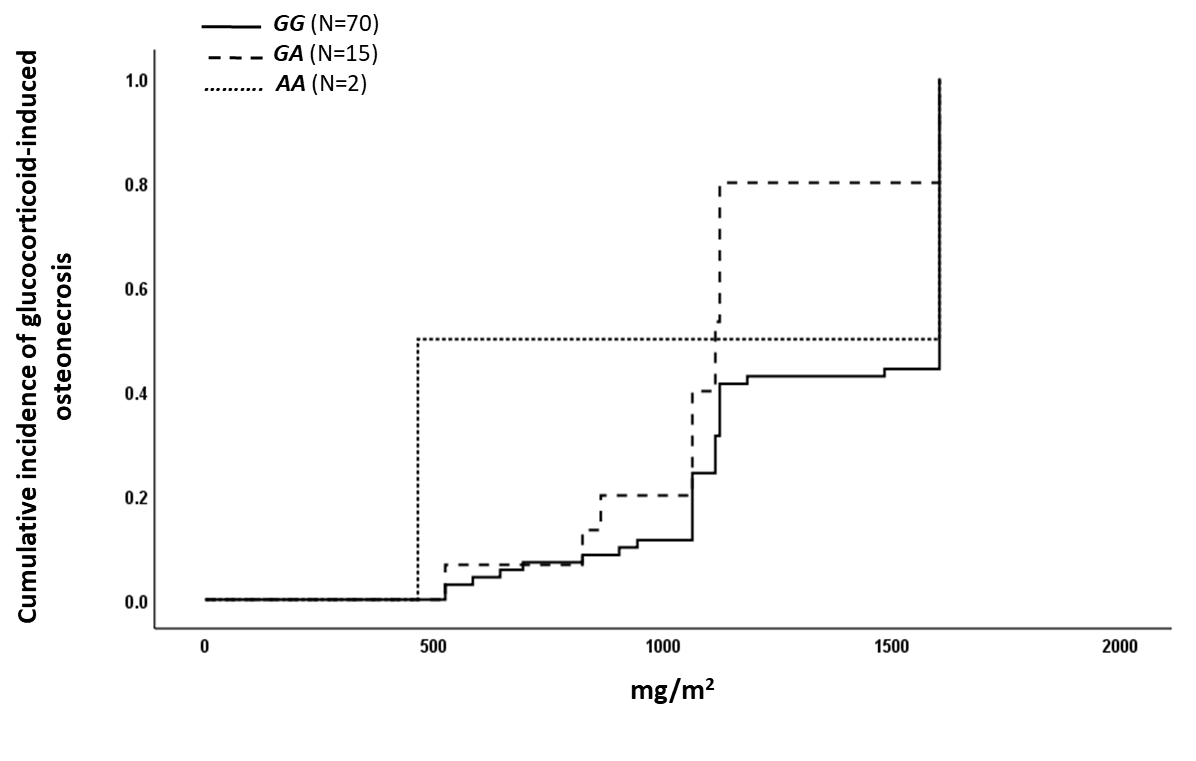 GG (N=70)
GA (N=15)
AA (N=2)
Cumulative incidence of glucocorticoid-induced
osteonecrosis
1.0
0.8
0.6
0.4
0.2
0.0
0 500 1000 1500 2000
mg/m²